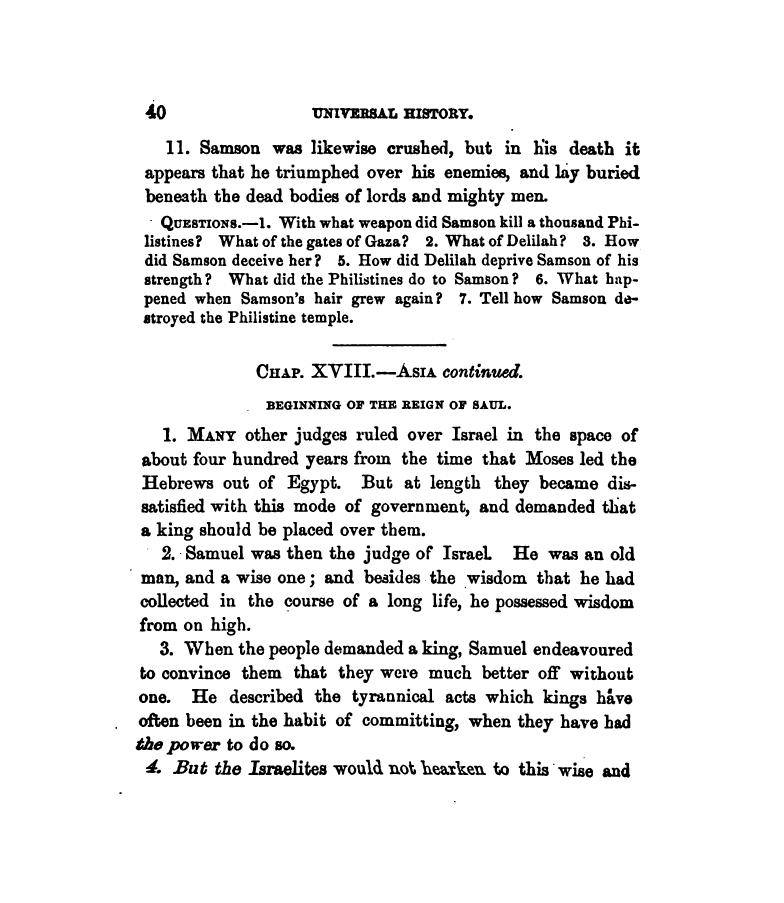 40 UNIVERSAL HISTORY.
11. Samson was likewise crushed, but in his death it
appears that he triumphed over his enemies, and lay buried
beneath the dead bodies of lords and mighty men.
QUESTIONS.—1. With what weapon did Samson kill a thousand Phi-
listines? What of the gates of Gaza? 2. What of Delilah? 3. How
did Samson deceive her? 5. How did Delilah deprive Samson of his
strength? What did the Philistines do to Samson? 6. What hap-
pened when Samson's hair grew again? 7. Tell how Samson de-
stroyed the Philistine temple.
CHAP. XVIII.—ASIA continued.
BEGINNING OF THE REIGN OF SAUL.
1. MANY other judges ruled over Israel in the space of
about four hundred years from the time that Moses led the
Hebrews out of Egypt. But at length they became dis-
satisfied with this mode of government, and demanded that
a king should be placed over them.
2. Samuel was then the judge of Israel. He was an old
man, and a wise one; and besides the wisdom that he had
collected in the course of a long life, he possessed wisdom
from on high.
3. When the people demanded a king, Samuel endeavoured
to convince them that they were much better off without
one. He described the tyrannical acts which kings have
often been in the habit of committing, when they have had
the power to do so.
4. But the Israelites would not hearken to this wise and